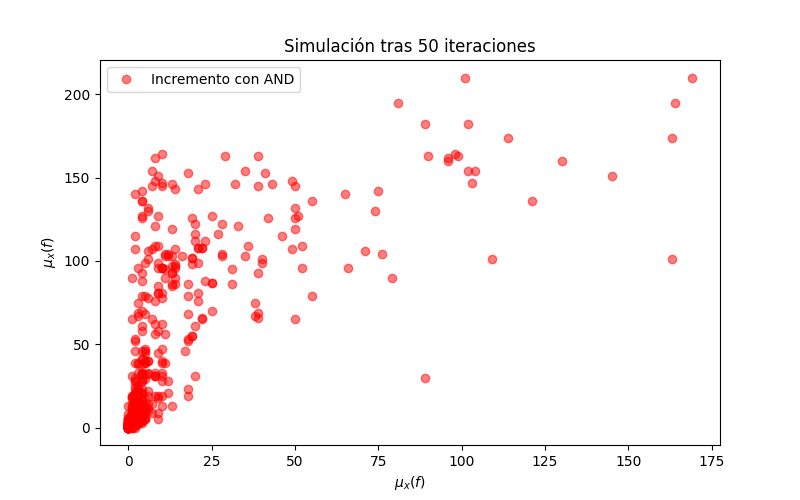 Simulación tras 50 iteraciones
Incremento con AND
200
150
100
50
0
μₓ(f)
0 25 50 75 100 125 150 175
μₓ(f)